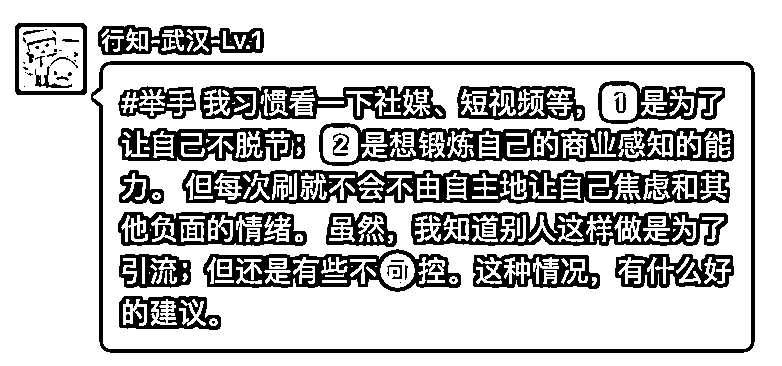 行知-武汉-Lv.1
#举手 我习惯看一下社媒、短视频等，1️⃣是为了
让自己不脱节；2️⃣是想锻炼自己的商业感知的能
力。但每次刷就不会不由自主地让自己焦虑和其
他负面的情绪。虽然，我知道别人这样做是为了
引流；但还是有些不🉑控。这种情况，有什么好
的建议。